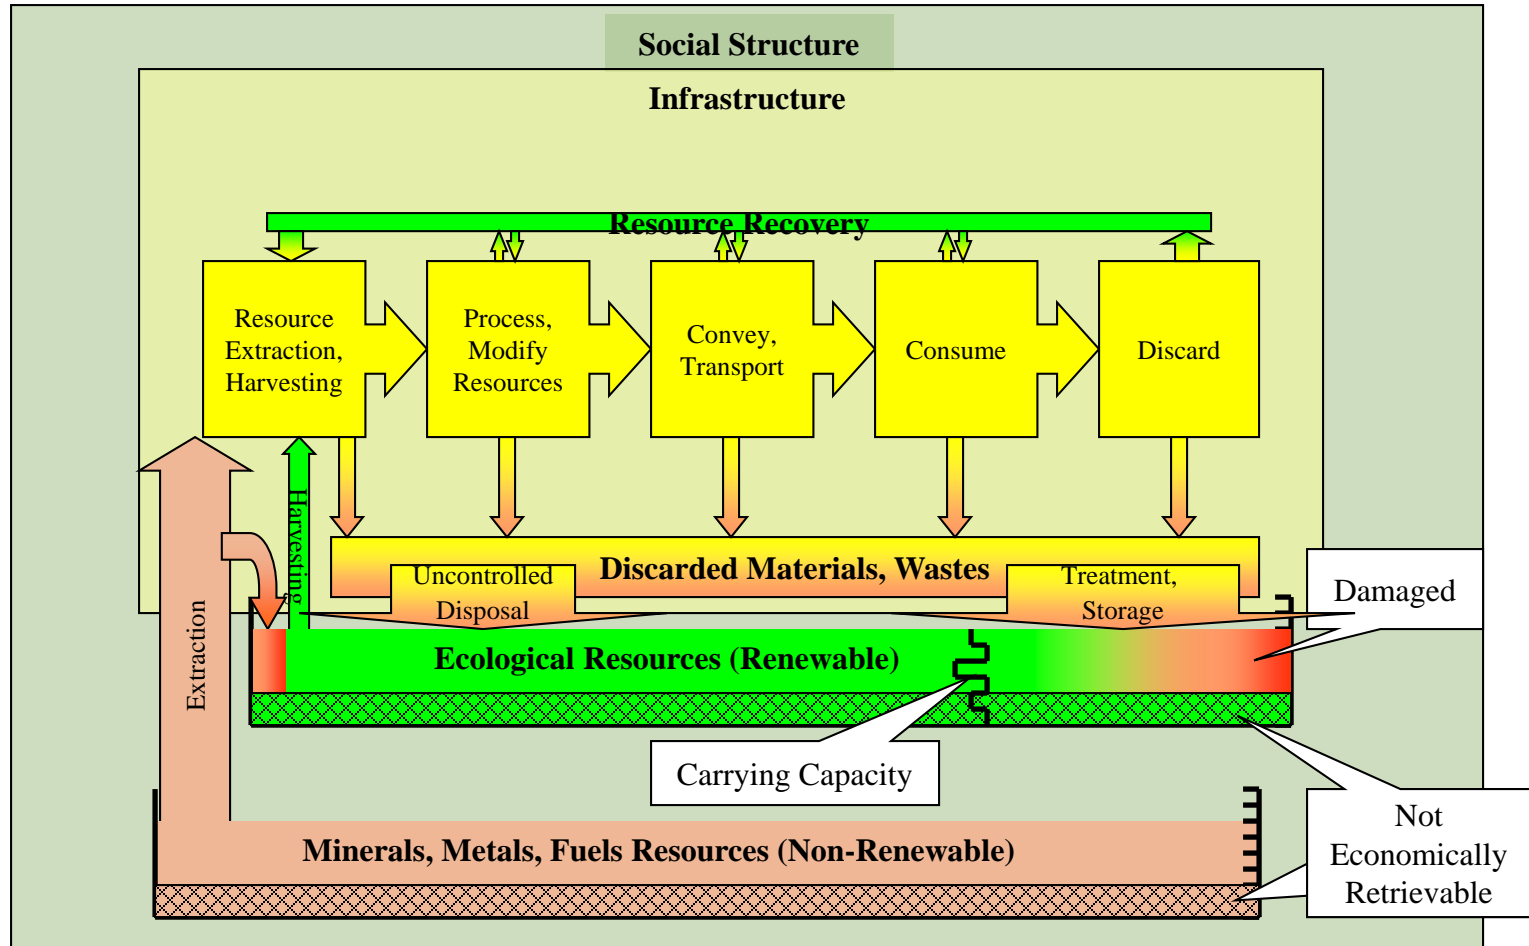 Social Structure
Infrastructure
Resource Recovery
Resource
Extraction,
Harvesting
Process,
Modify
Resources
Convey,
Transport
Consume
Discard
Harvesting
Extraction
Discarded Materials, Wastes
Uncontrolled
Disposal
Treatment,
Storage
Damaged
Ecological Resources (Renewable)
Carrying Capacity
Not
Economically
Retrievable
Minerals, Metals, Fuels Resources (Non-Renewable)